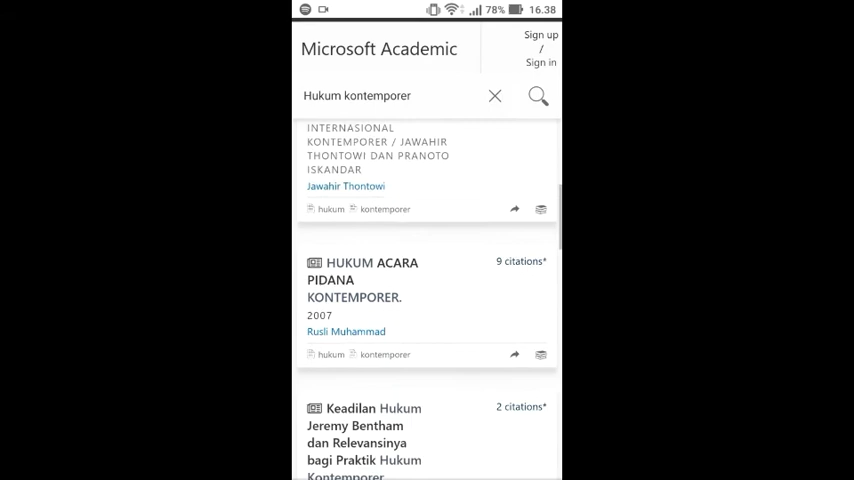 78% 16.38
Microsoft Academic
Sign up
/
Sign in
Hukum kontemporer
INTERNASIONAL
KONTEMPORER / JAWAHIR
THONTOWI DAN PRANOTO
ISKANDAR
Jawahir Thontowi
hukum kontemporer
HUKUM ACARA
PIDANA
KONTEMPORER.
9 citations*
2007
Rusli Muhammad
hukum kontemporer
Keadilan Hukum
Jeremy Bentham
dan Relevansinya
bagi Praktik Hukum
Kontemporer
2 citations*